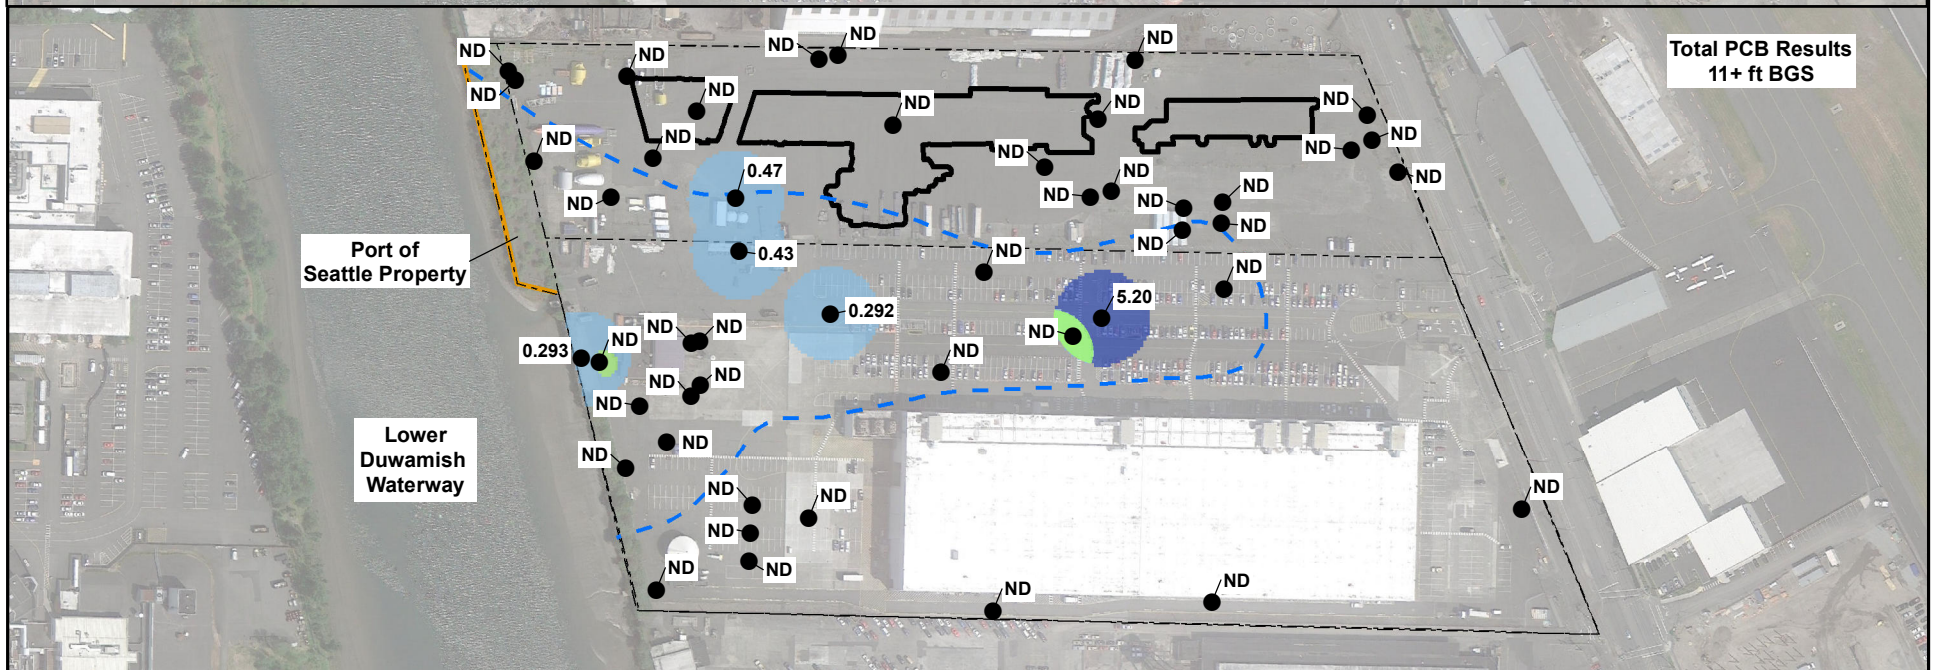 ND
ND
ND
ND
ND
Total PCB Results
11+ ft BGS
ND
ND
ND
ND
ND
ND
ND
ND
ND
ND
ND
0.47
ND
ND
ND
ND
ND
ND
ND
ND
Port of
Seattle Property
0.43
ND
ND
5.20
0.292
ND
ND
ND
ND
0.293
ND
ND
ND
ND
ND
Lower
Duwamish
Waterway
ND
ND
ND
ND
ND
ND
ND
ND
ND
ND